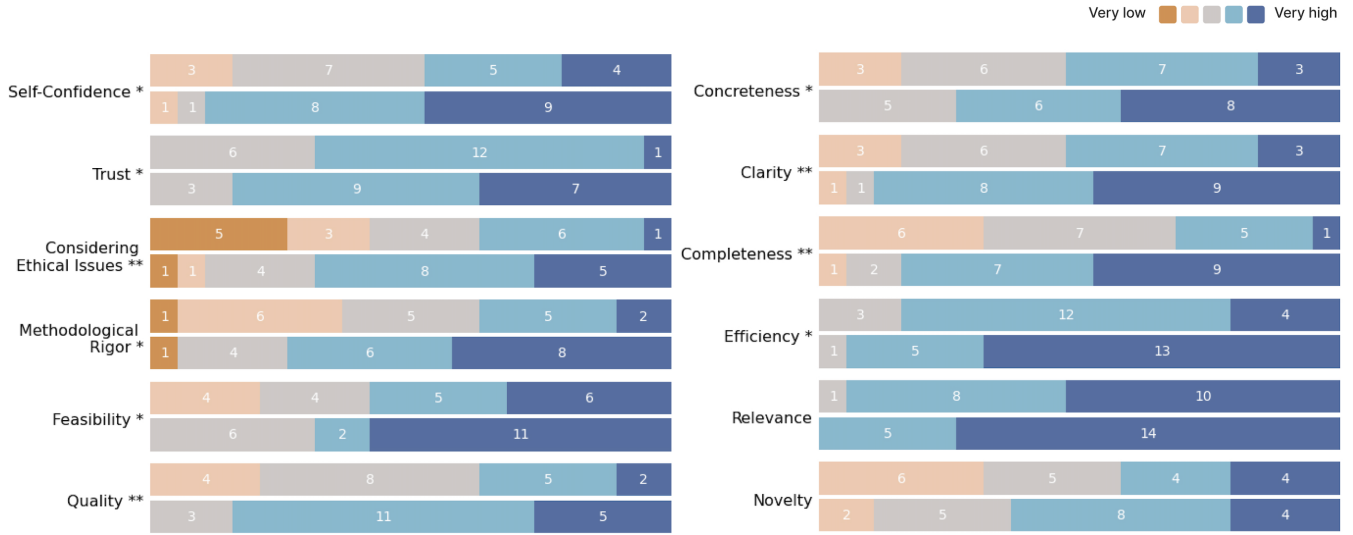 Very low Very high
Self-Confidence *
3 7 5 4
1 1 8 9
Trust *
6 12 1
3 9 7
Considering
Ethical Issues **
5 3 4 6 1
1 1 4 8 5
Methodological
Rigor *
1 6 5 5 2
1 4 6 8
Feasibility *
4 4 5 6
6 2 11
Quality **
4 8 5 2
3 11 5
Concreteness *
3 6 7 3
5 6 8
Clarity **
3 6 7 3
1 1 8 9
Completeness **
6 7 5 1
1 2 7 9
Efficiency *
3 12 4
1 5 13
Relevance
1 8 10
5 14
Novelty
6 5 4 4
2 5 8 4